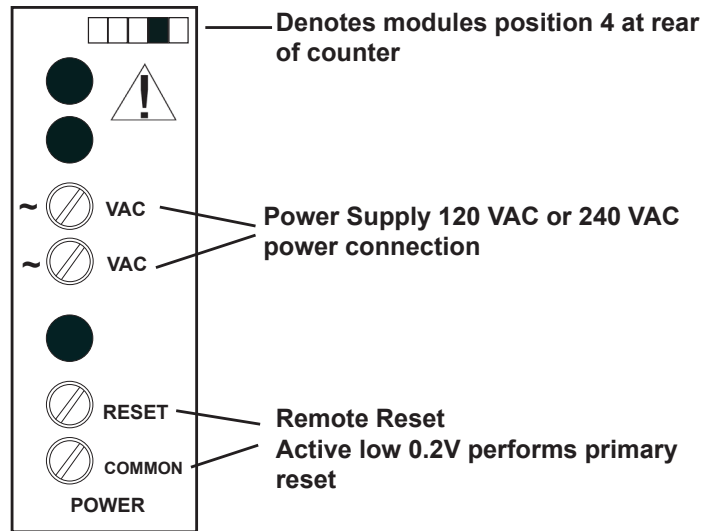 Denotes modules position 4 at rear
of counter
!
~ VAC
~ VAC
Power Supply 120 VAC or 240 VAC
power connection
RESET
COMMON
Remote Reset
Active low 0.2V performs primary
reset
POWER